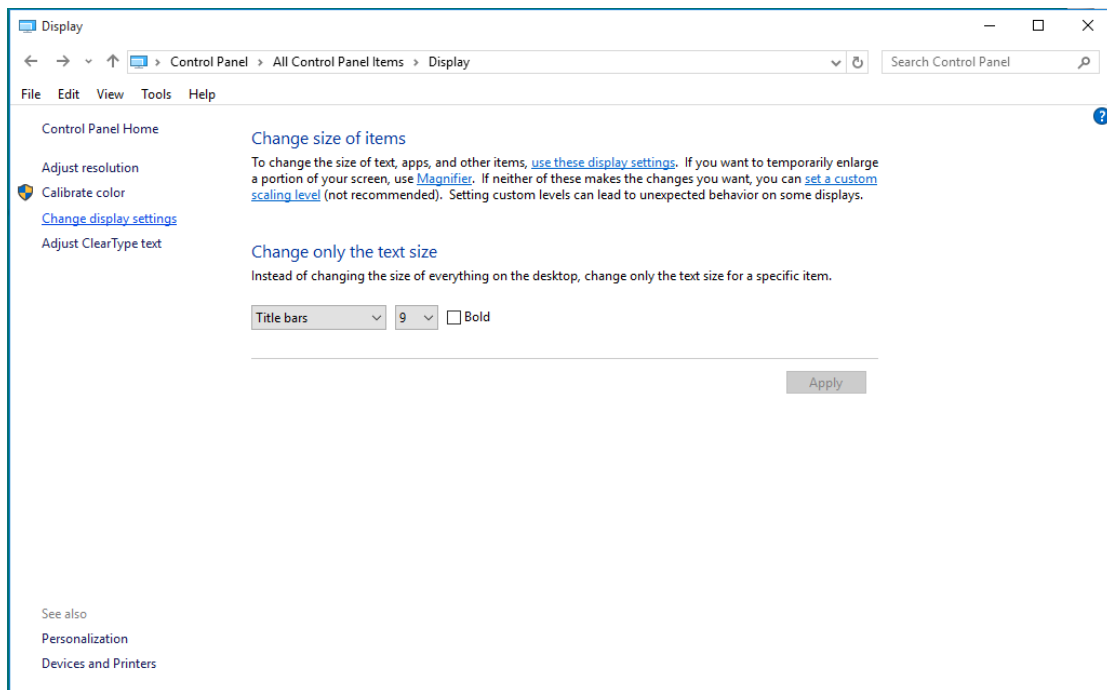 Display
Control Panel > All Control Panel Items > Display
Search Control Panel
File Edit View Tools Help
?
Control Panel Home
Adjust resolution
Calibrate color
Change display settings
Adjust ClearType text
Change size of items
To change the size of text, apps, and other items, use these display settings. If you want to temporarily enlarge
a portion of your screen, use Magnifier. If neither of these makes the changes you want, you can set a custom
scaling level (not recommended). Setting custom levels can lead to unexpected behavior on some displays.
Change only the text size
Instead of changing the size of everything on the desktop, change only the text size for a specific item.
Title bars 9 Bold
Apply
See also
Personalization
Devices and Printers